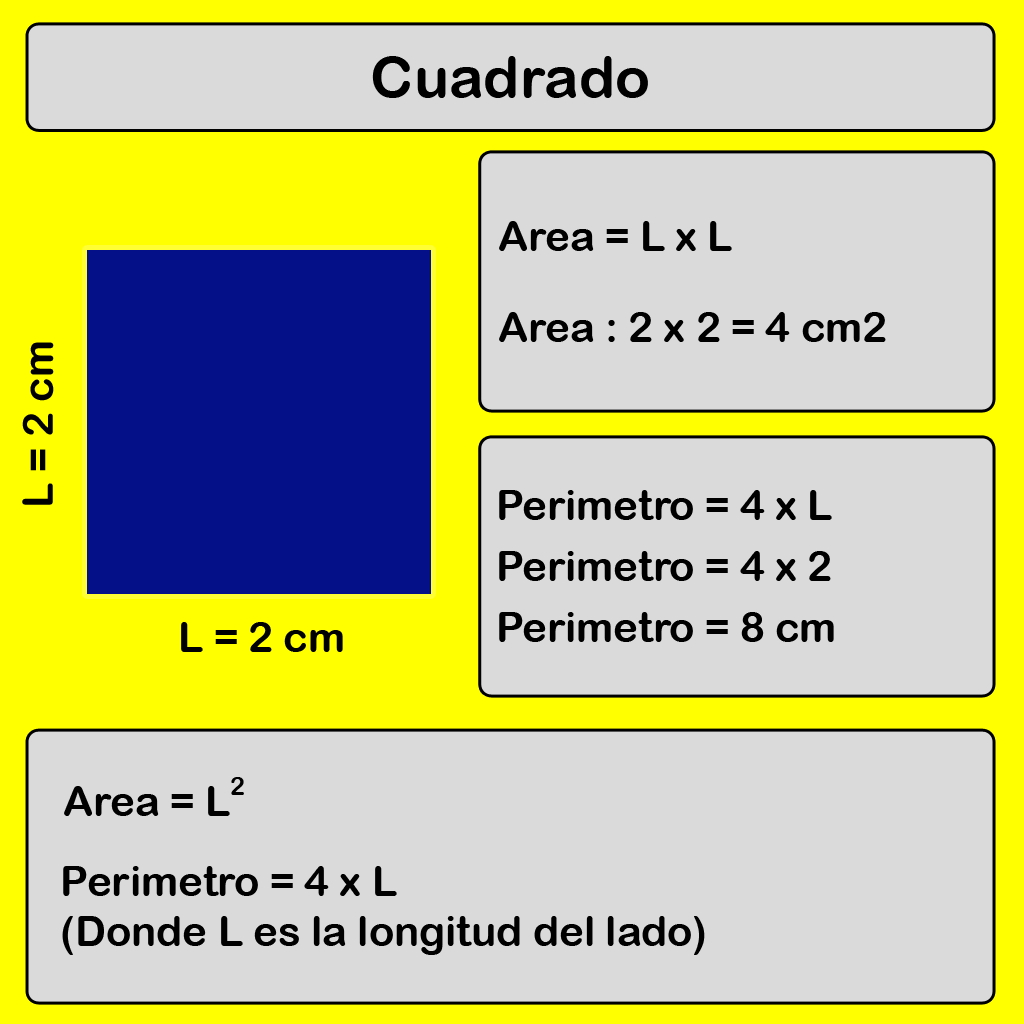 Cuadrado
L = 2 cm
L = 2 cm
Area = L x L
Area : 2 x 2 = 4 cm2
Perimetro = 4 x L
Perimetro = 4 x 2
Perimetro = 8 cm
Area = L²
Perimetro = 4 x L
(Donde L es la longitud del lado)